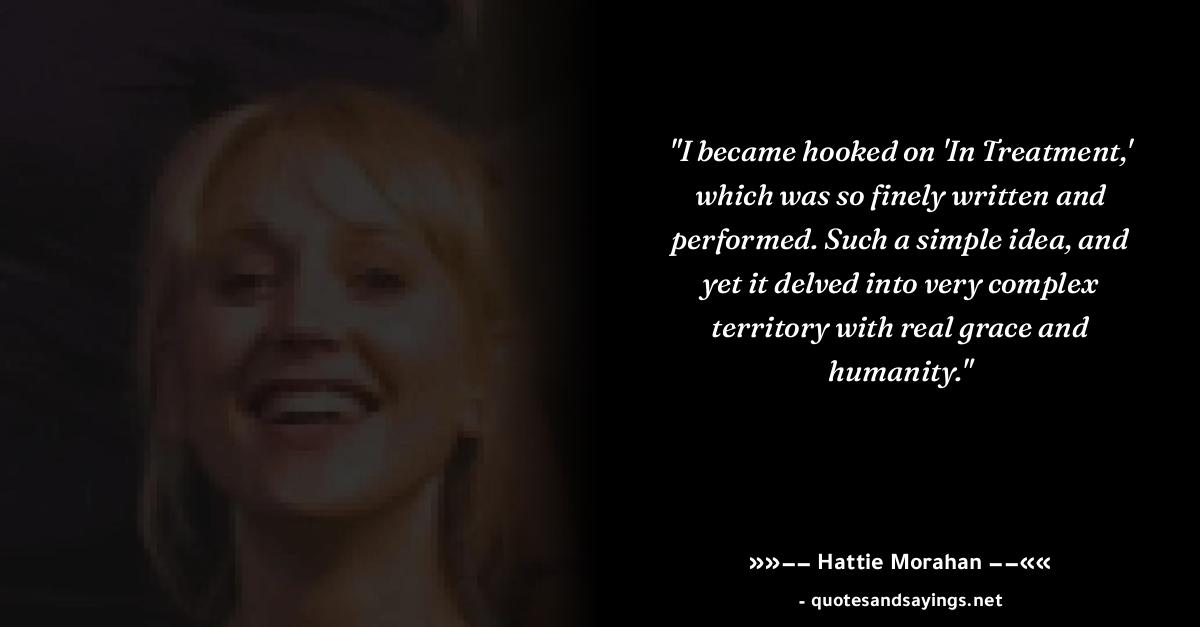 "I became hooked on 'In Treatment,'
which was so finely written and
performed. Such a simple idea, and
yet it delved into very complex
territory with real grace and
humanity."
»»–– Hattie Morahan ––««
- quotesandsayings.net